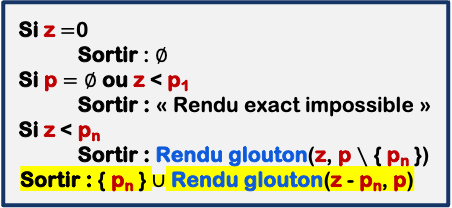 Si z =0
Sortir : ∅
Si p = ∅ ou z < p₁
Sortir : « Rendu exact impossible »
Si z < pₙ
Sortir : Rendu glouton(z, p \ { pₙ })
Sortir : { pₙ } ∪ Rendu glouton(z - pₙ, p)